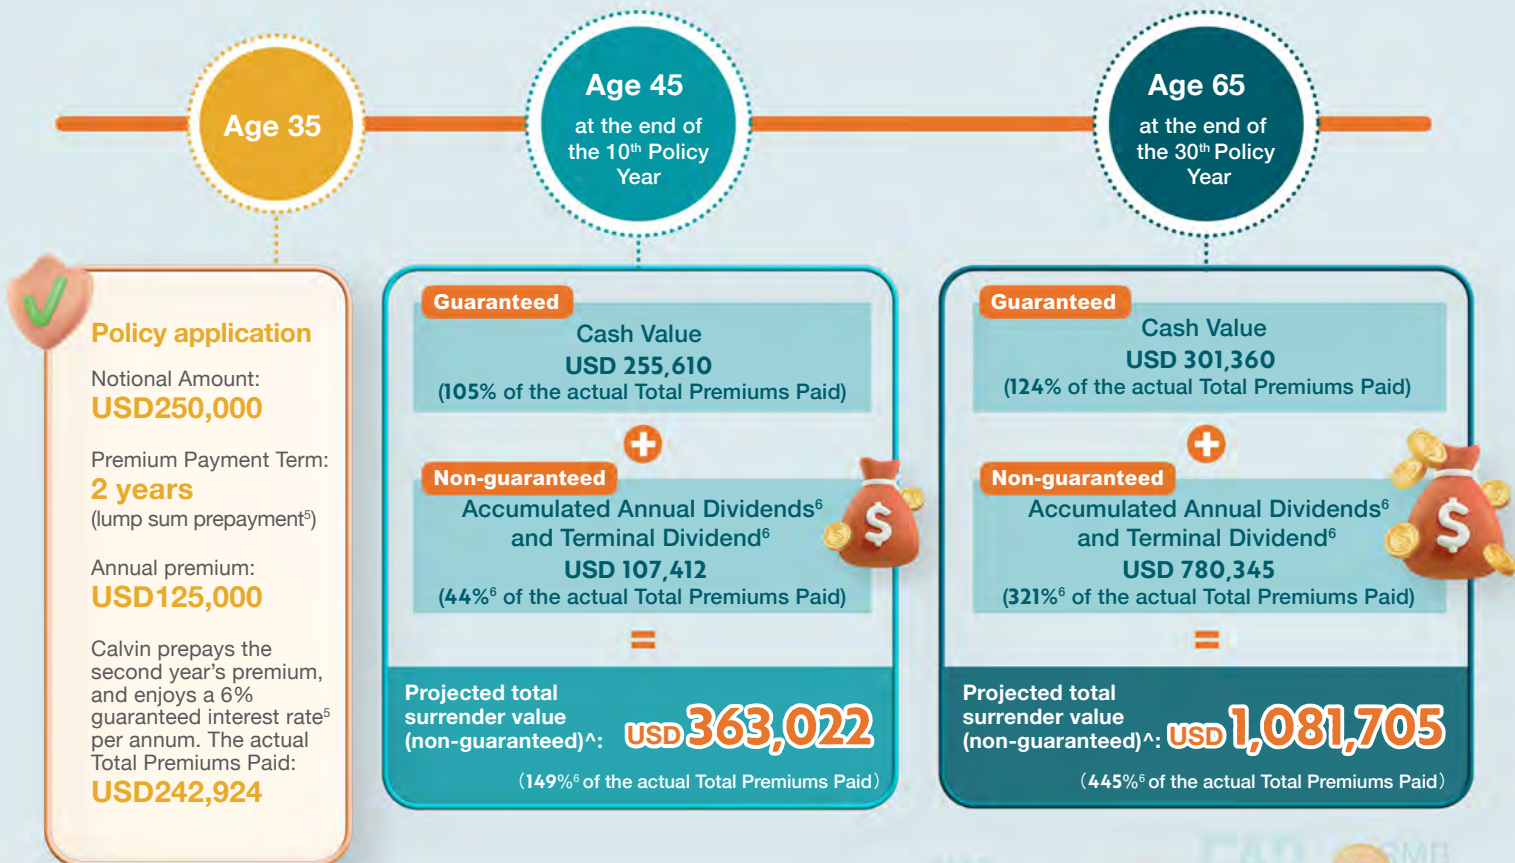 Age 35
Age 45
at the end of
the 10th Policy
Year
Age 65
at the end of
the 30th Policy
Year
Policy application
Notional Amount:
USD250,000
Premium Payment Term:
2 years
(lump sum prepayment5)
Annual premium:
USD125,000
Calvin prepays the
second year's premium,
and enjoys a 6%
guaranteed interest rate5
per annum. The actual
Total Premiums Paid:
USD242,924
Guaranteed
Cash Value
USD 255,610
(105% of the actual Total Premiums Paid)
+
Non-guaranteed
Accumulated Annual Dividends6
and Terminal Dividend6
USD 107,412
(44%6 of the actual Total Premiums Paid)
$
=
Projected total
surrender value
(non-guaranteed)^: USD 363,022
(149%6 of the actual Total Premiums Paid)
Guaranteed
Cash Value
USD 301,360
(124% of the actual Total Premiums Paid)
+
Non-guaranteed
Accumulated Annual Dividends6
and Terminal Dividend6
USD 780,345
(321%6 of the actual Total Premiums Paid)
$
=
Projected total
surrender value
(non-guaranteed)^: USD 1,081,705
(445%6 of the actual Total Premiums Paid)
RMB